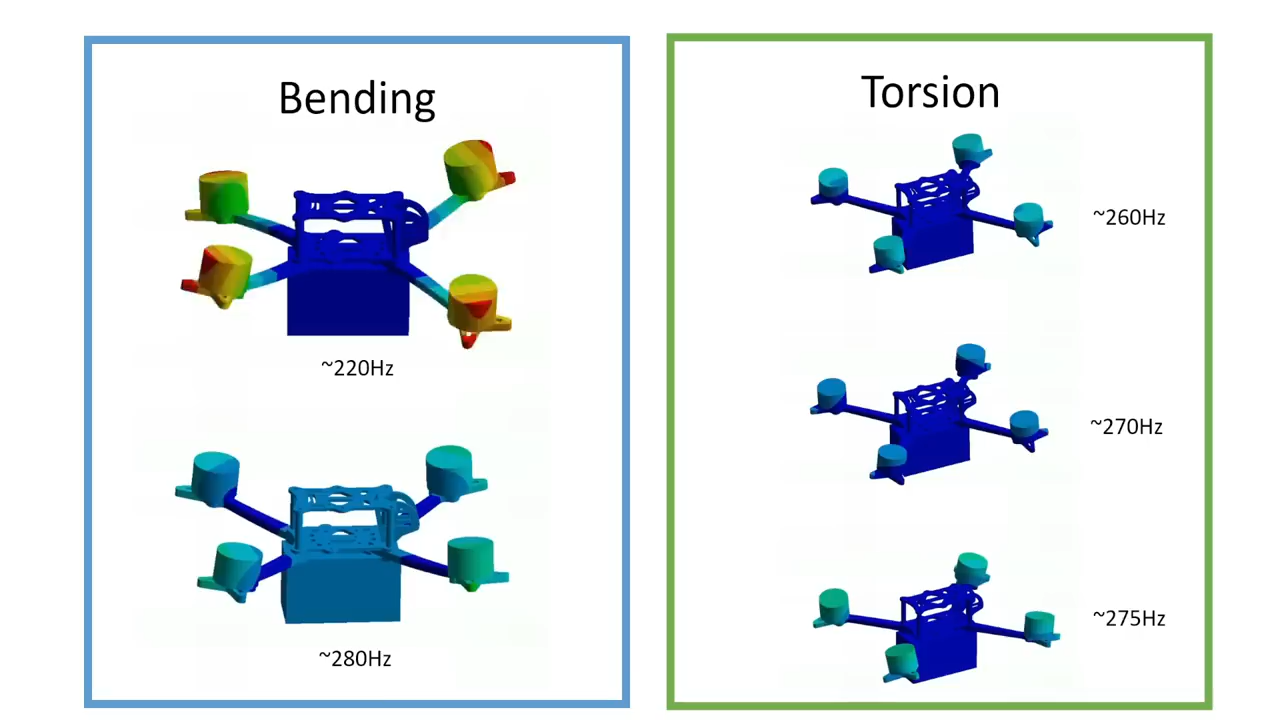 Bending
~220Hz
~280Hz
Torsion
~260Hz
~270Hz
~275Hz